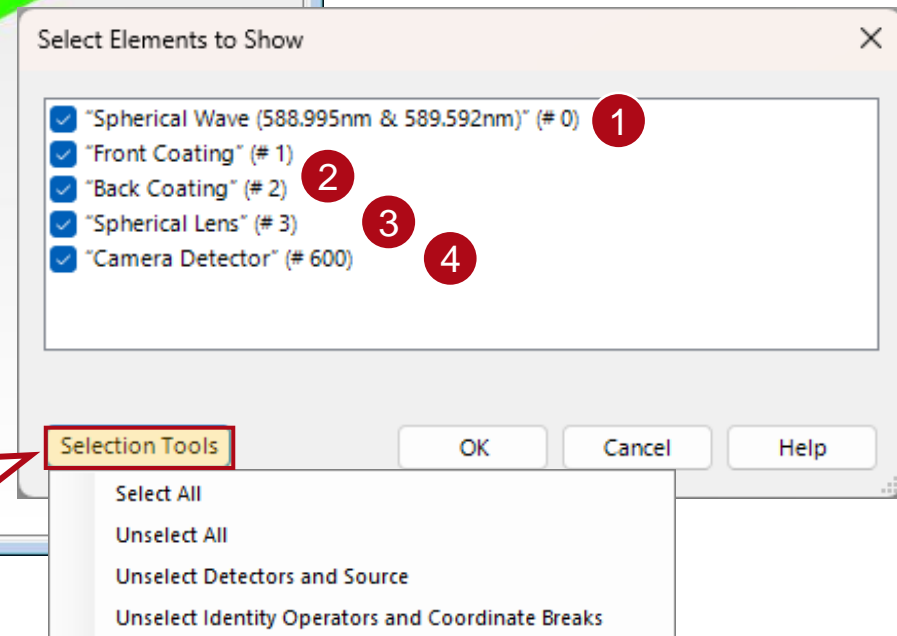 Select Elements to Show
"Spherical Wave (588.995nm & 589.592nm)" (# 0) 1
"Front Coating" (# 1)
2
"Back Coating" (# 2)
"Spherical Lens" (# 3) 3
"Camera Detector" (# 600) 4
Selection Tools OK Cancel Help
Select All
Unselect All
Unselect Detectors and Source
Unselect Identity Operators and Coordinate Breaks